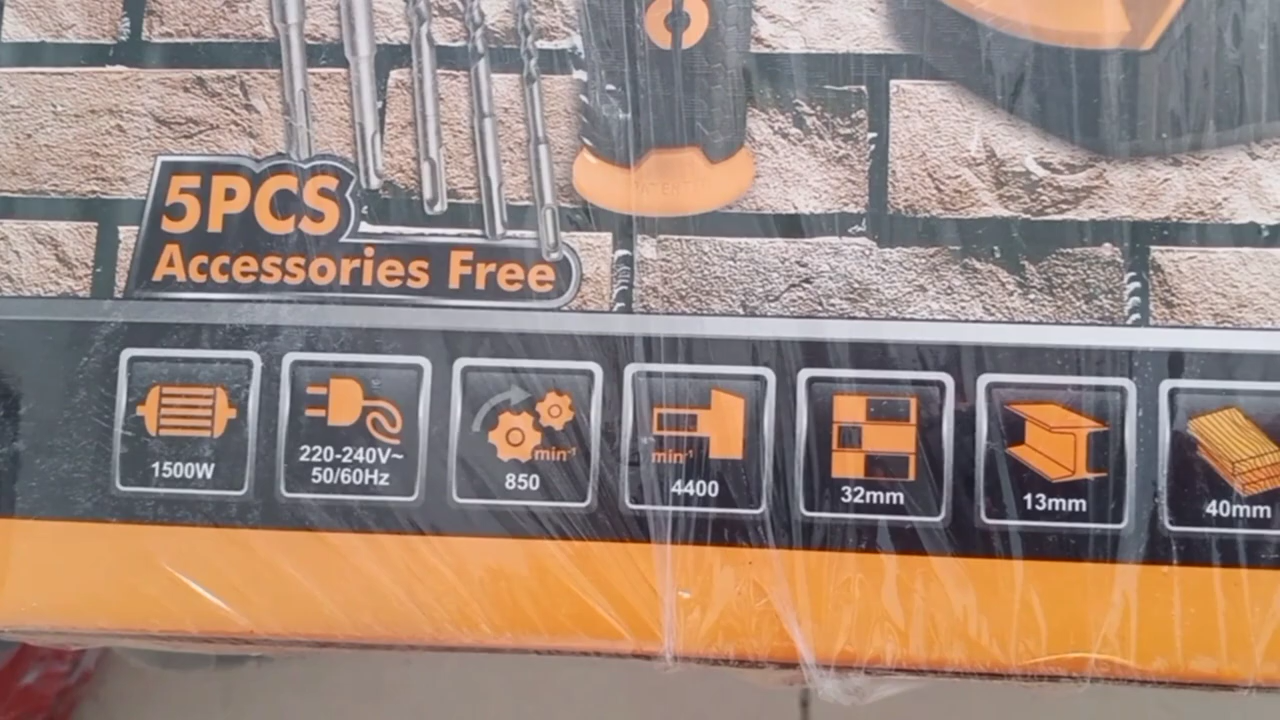 5PCS
Accessories Free
1500W
220-240V~
50/60Hz
min⁻¹
850
min⁻¹
4400
32mm
13mm
40mm